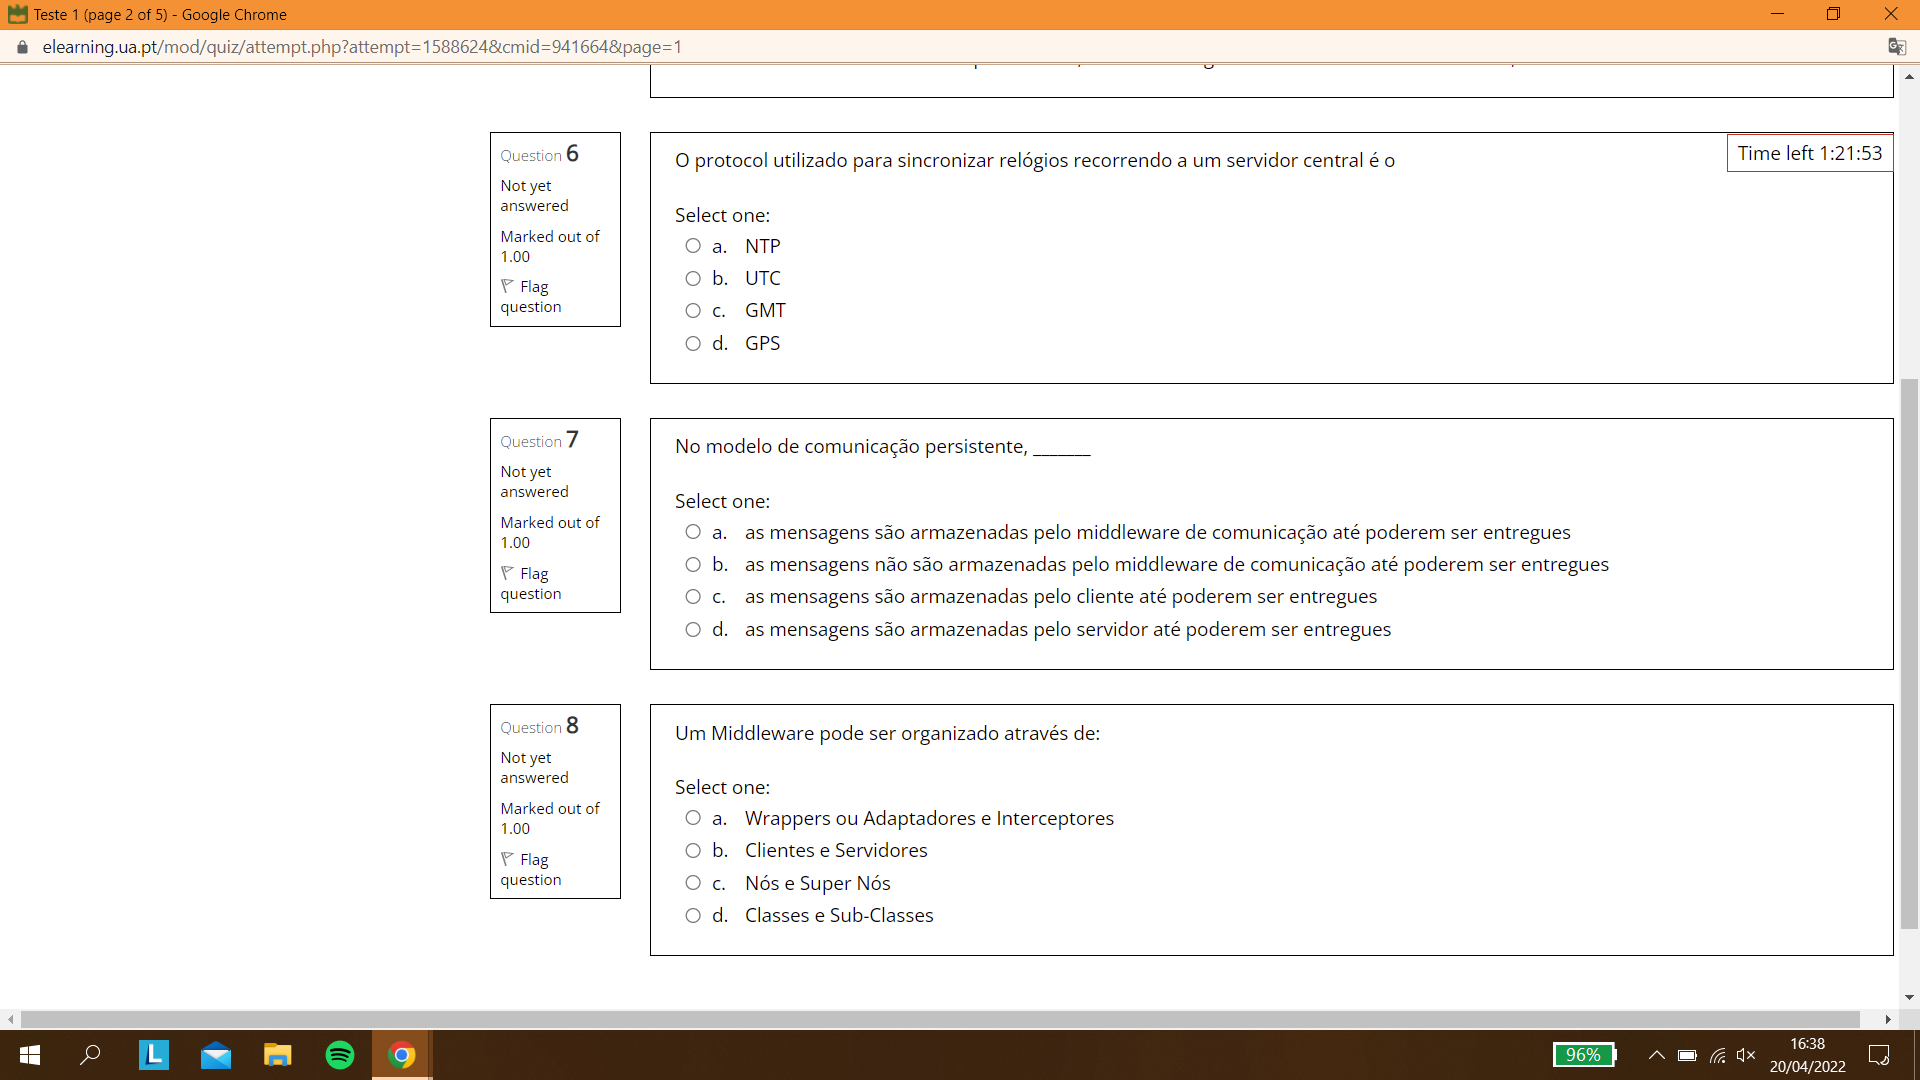 Teste 1 (page 2 of 5) - Google Chrome
elearning.ua.pt/mod/quiz/attempt.php?attempt=1588624&cmid=941664&page=1
Question 6
Not yet
answered
Marked out of
1.00
Flag
question
O protocol utilizado para sincronizar relógios recorrendo a um servidor central é o
Time left 1:21:53
Select one:
a. NTP
b. UTC
c. GMT
d. GPS
Question 7
Not yet
answered
Marked out of
1.00
Flag
question
No modelo de comunicação persistente, _______
Select one:
a. as mensagens são armazenadas pelo middleware de comunicação até poderem ser entregues
b. as mensagens não são armazenadas pelo middleware de comunicação até poderem ser entregues
c. as mensagens são armazenadas pelo cliente até poderem ser entregues
d. as mensagens são armazenadas pelo servidor até poderem ser entregues
Question 8
Not yet
answered
Marked out of
1.00
Flag
question
Um Middleware pode ser organizado através de:
Select one:
a. Wrappers ou Adaptadores e Interceptores
b. Clientes e Servidores
c. Nós e Super Nós
d. Classes e Sub-Classes
L
96%
16:38
20/04/2022